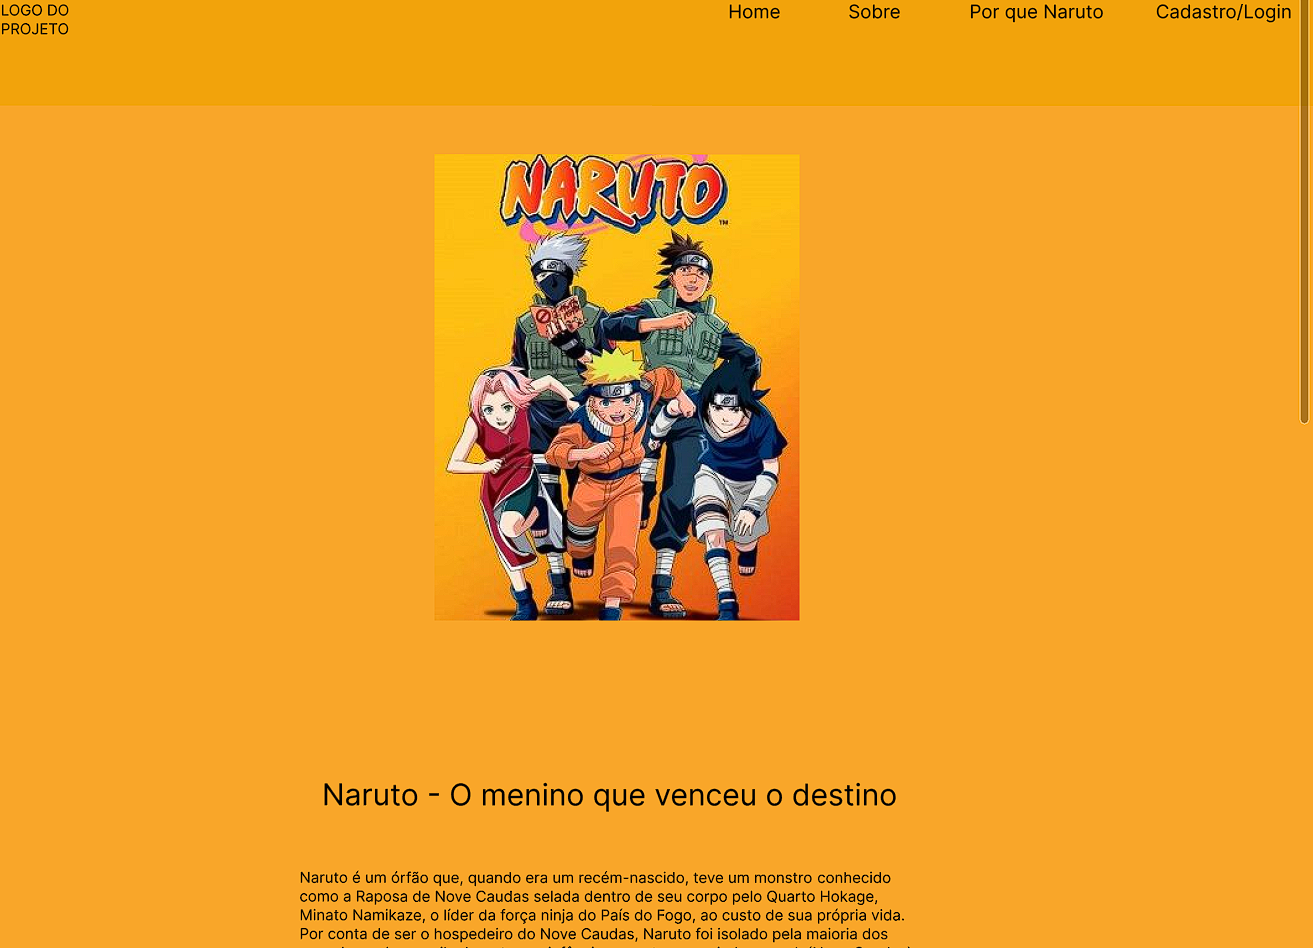 LOGO DO
PROJETO
Home Sobre Por que Naruto Cadastro/Login
NARUTO
TM
Naruto - O menino que venceu o destino
Naruto é um órfão que, quando era um recém-nascido, teve um monstro conhecido
como a Raposa de Nove Caudas selada dentro de seu corpo pelo Quarto Hokage,
Minato Namikaze, o líder da força ninja do País do Fogo, ao custo de sua própria vida.
Por conta de ser o hospedeiro do Nove Caudas, Naruto foi isolado pela maioria dos